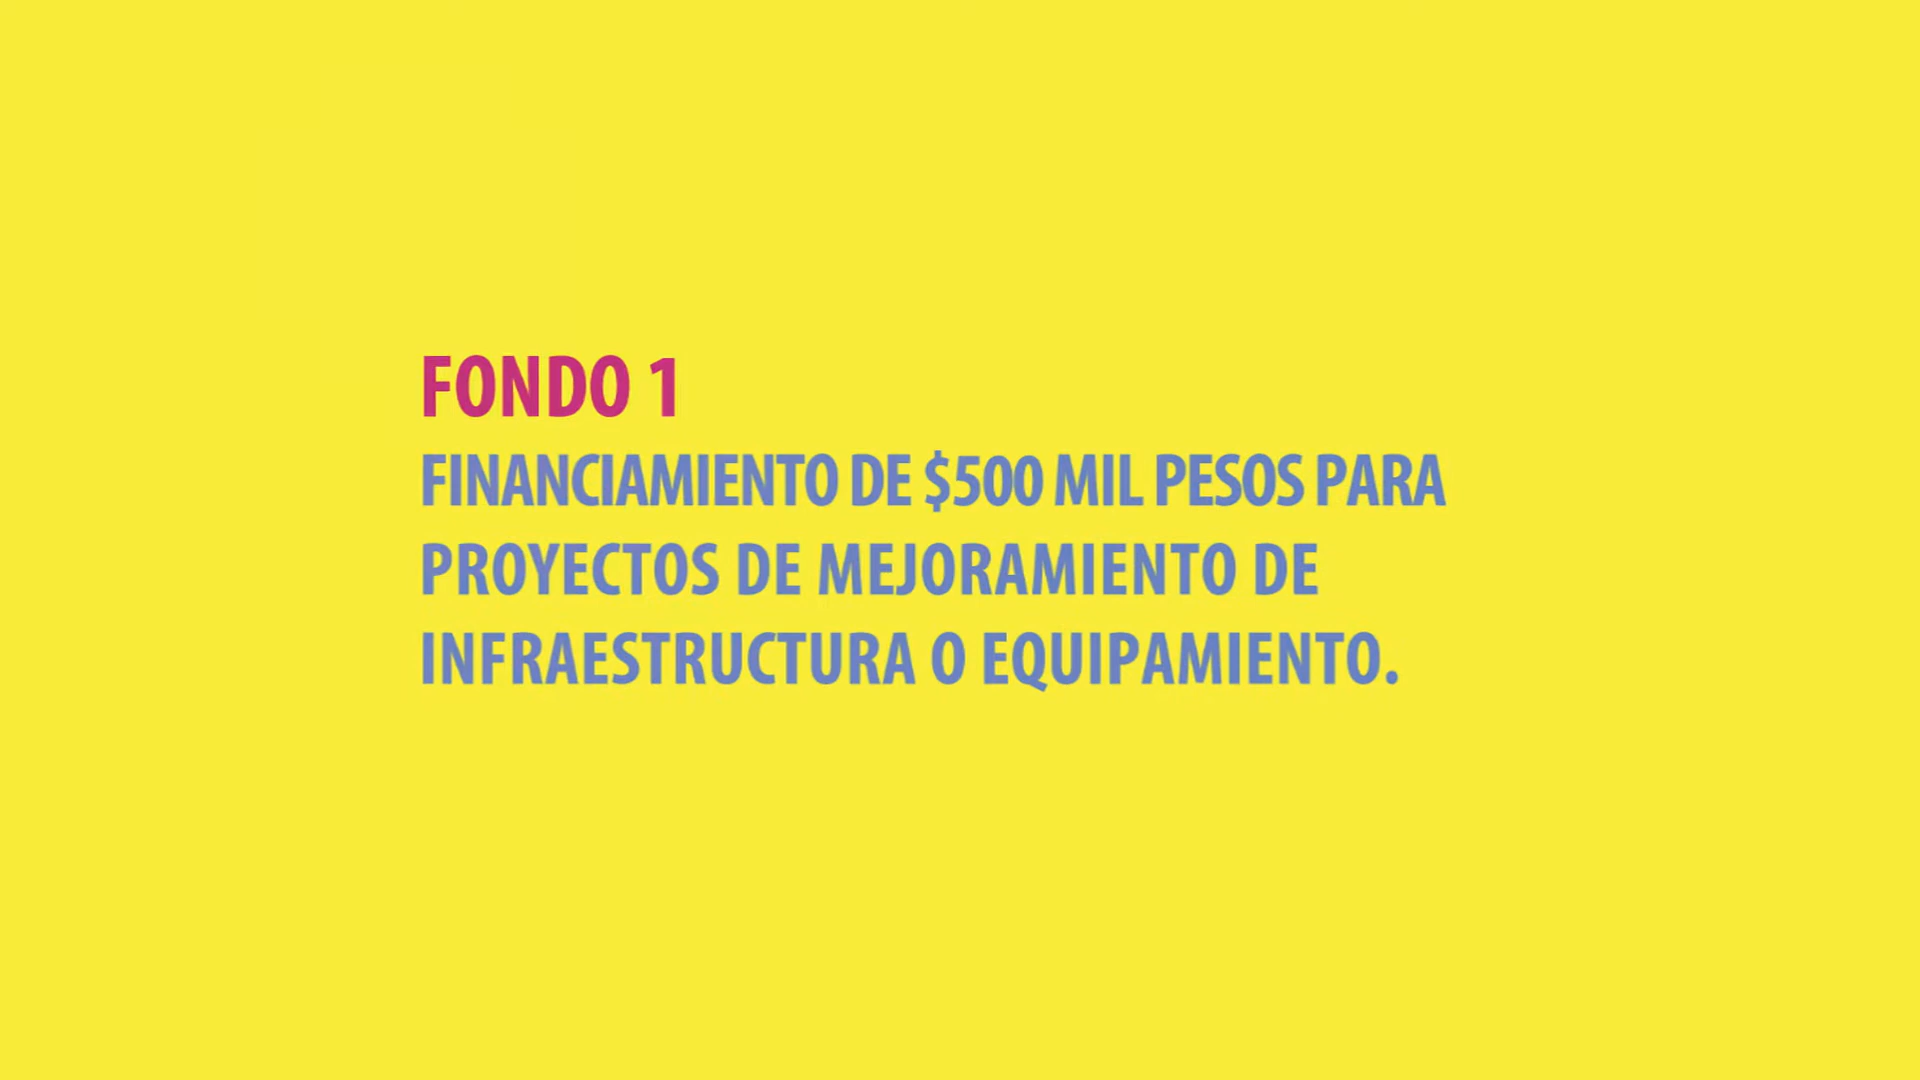 FONDO 1
FINANCIAMIENTO DE $500 MIL PESOS PARA
PROYECTOS DE MEJORAMIENTO DE
INFRAESTRUCTURA O EQUIPAMIENTO.